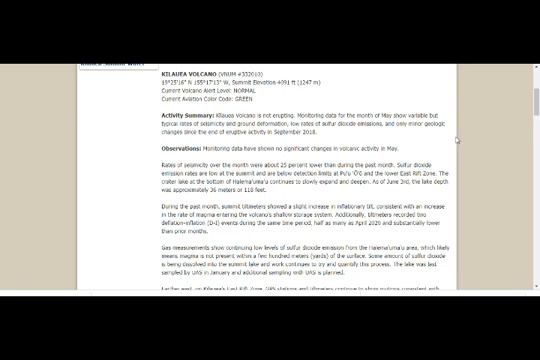 KILAUEA VOLCANO (VNUM #332010)
19°25'16" N 155°17'13" W, Summit Elevation 4091 ft (1247 m)
Current Volcano Alert Level: NORMAL
Current Aviation Color Code: GREEN
Activity Summary: Kīlauea Volcano is not erupting. Monitoring data for the month of May show variable but
typical rates of seismicity and ground deformation, low rates of sulfur dioxide emissions, and only minor geologic
changes since the end of eruptive activity in September 2018.
Observations: Monitoring data have shown no significant changes in volcanic activity in May.
Rates of seismicity over the month were about 25 percent lower than during the past month. Sulfur dioxide
emission rates are low at the summit and are below detection limits at Pu'u 'Ō'ō and the lower East Rift Zone. The
crater lake at the bottom of Halema'uma'u continues to slowly expand and deepen. As of June 3rd, the lake depth
was approximately 36 meters or 118 feet.
During the past month, summit tiltmeters showed a slight increase in inflationary tilt, consistent with an increase
in the rate of magma entering the volcano's shallow storage system. Additionally, tiltmeters recorded two
deflation-inflation (D-I) events during the same time period, half as many as April 2020 and substantially lower
than prior months.
Gas measurements show continuing low levels of sulfur dioxide emission from the Halema'uma'u area, which likely
means magma is not present within a few hundred meters (yards) of the surface. Some amount of sulfur dioxide
is being dissolved into the summit lake and work continues to try and quantify this process. The lake was last
sampled by UAS in January and additional sampling with UAS is planned.